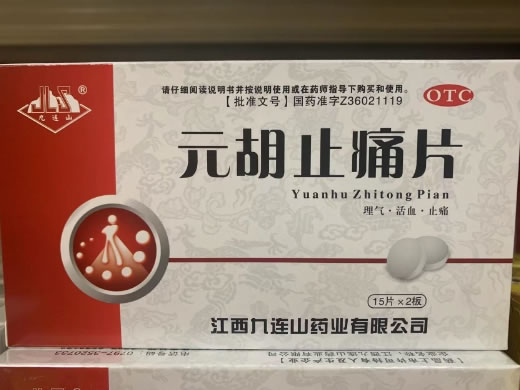 九连山
®
请仔细阅读说明书并按说明使用或在药师指导下购买和使用。
【批准文号】国药准字Z36021119
OTC
元胡止痛片
Yuanhu Zhitong Pian
理气·活血·止痛
15片×2板
江西九连山药业有限公司